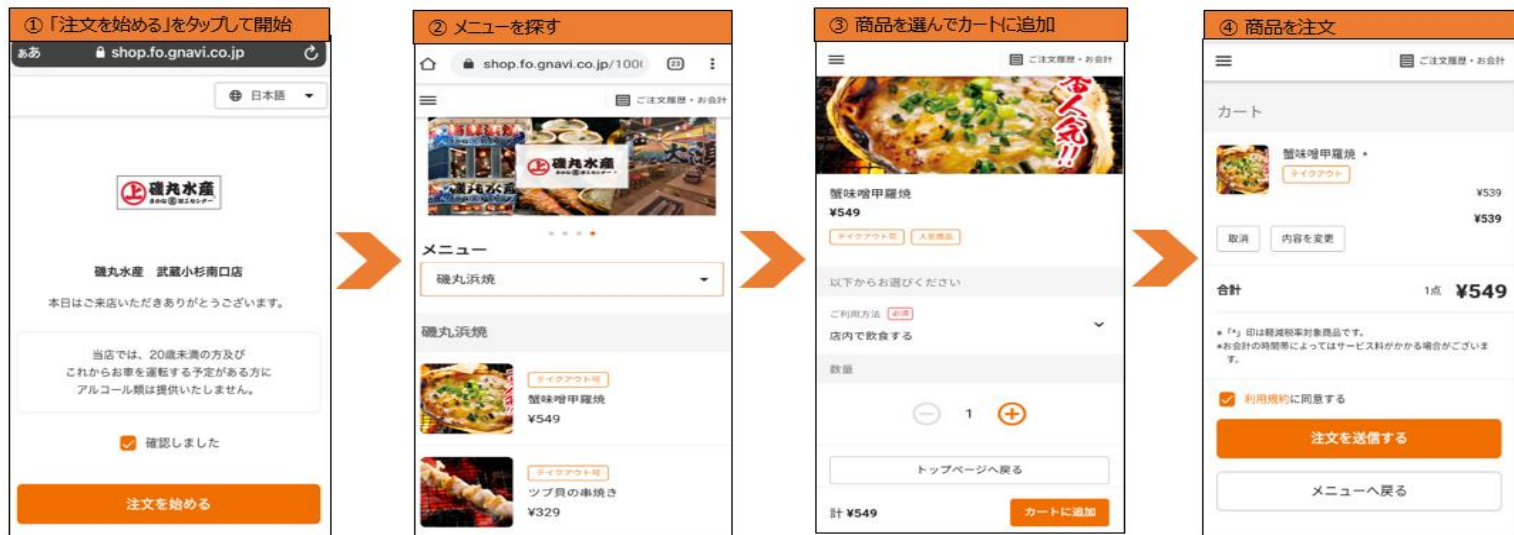 ①「注文を始める」をタップして開始
ぁあ
shop.fo.gnavi.co.jp
日本語
磯丸水産
磯丸水産 武蔵小杉南口店
本日はご来店いただきありがとうございます。
当店では、20歳未満の方及び
これからお車を運転する予定がある方に
アルコール類は提供いたしません。
確認しました
注文を始める
② メニューを探す
shop.fo.gnavi.co.jp/100
23
ご注文履歴・お会計
磯丸水産
メニュー
磯丸浜焼
磯丸浜焼
テイクアウト可
蟹味噌甲羅焼
¥549
テイクアウト可
ツブ貝の串焼き
¥329
③ 商品を選んでカートに追加
ご注文履歴・お会計
番人気!!
蟹味噌甲羅焼
¥549
テイクアウト可 人気商品
以下からお選びください
ご利用方法 必須
店内で飲食する
数量
1
トップページへ戻る
計 ¥549
カートに追加
④ 商品を注文
ご注文履歴・お会計
カート
蟹味噌甲羅焼 *
テイクアウト
¥539
¥539
取消
内容を変更
合計
1点 ¥549
*「*」印は軽減税率対象商品です。
*お会計の時間帯によってはサービス料がかかる場合がございま
す。
利用規約に同意する
注文を送信する
メニューへ戻る